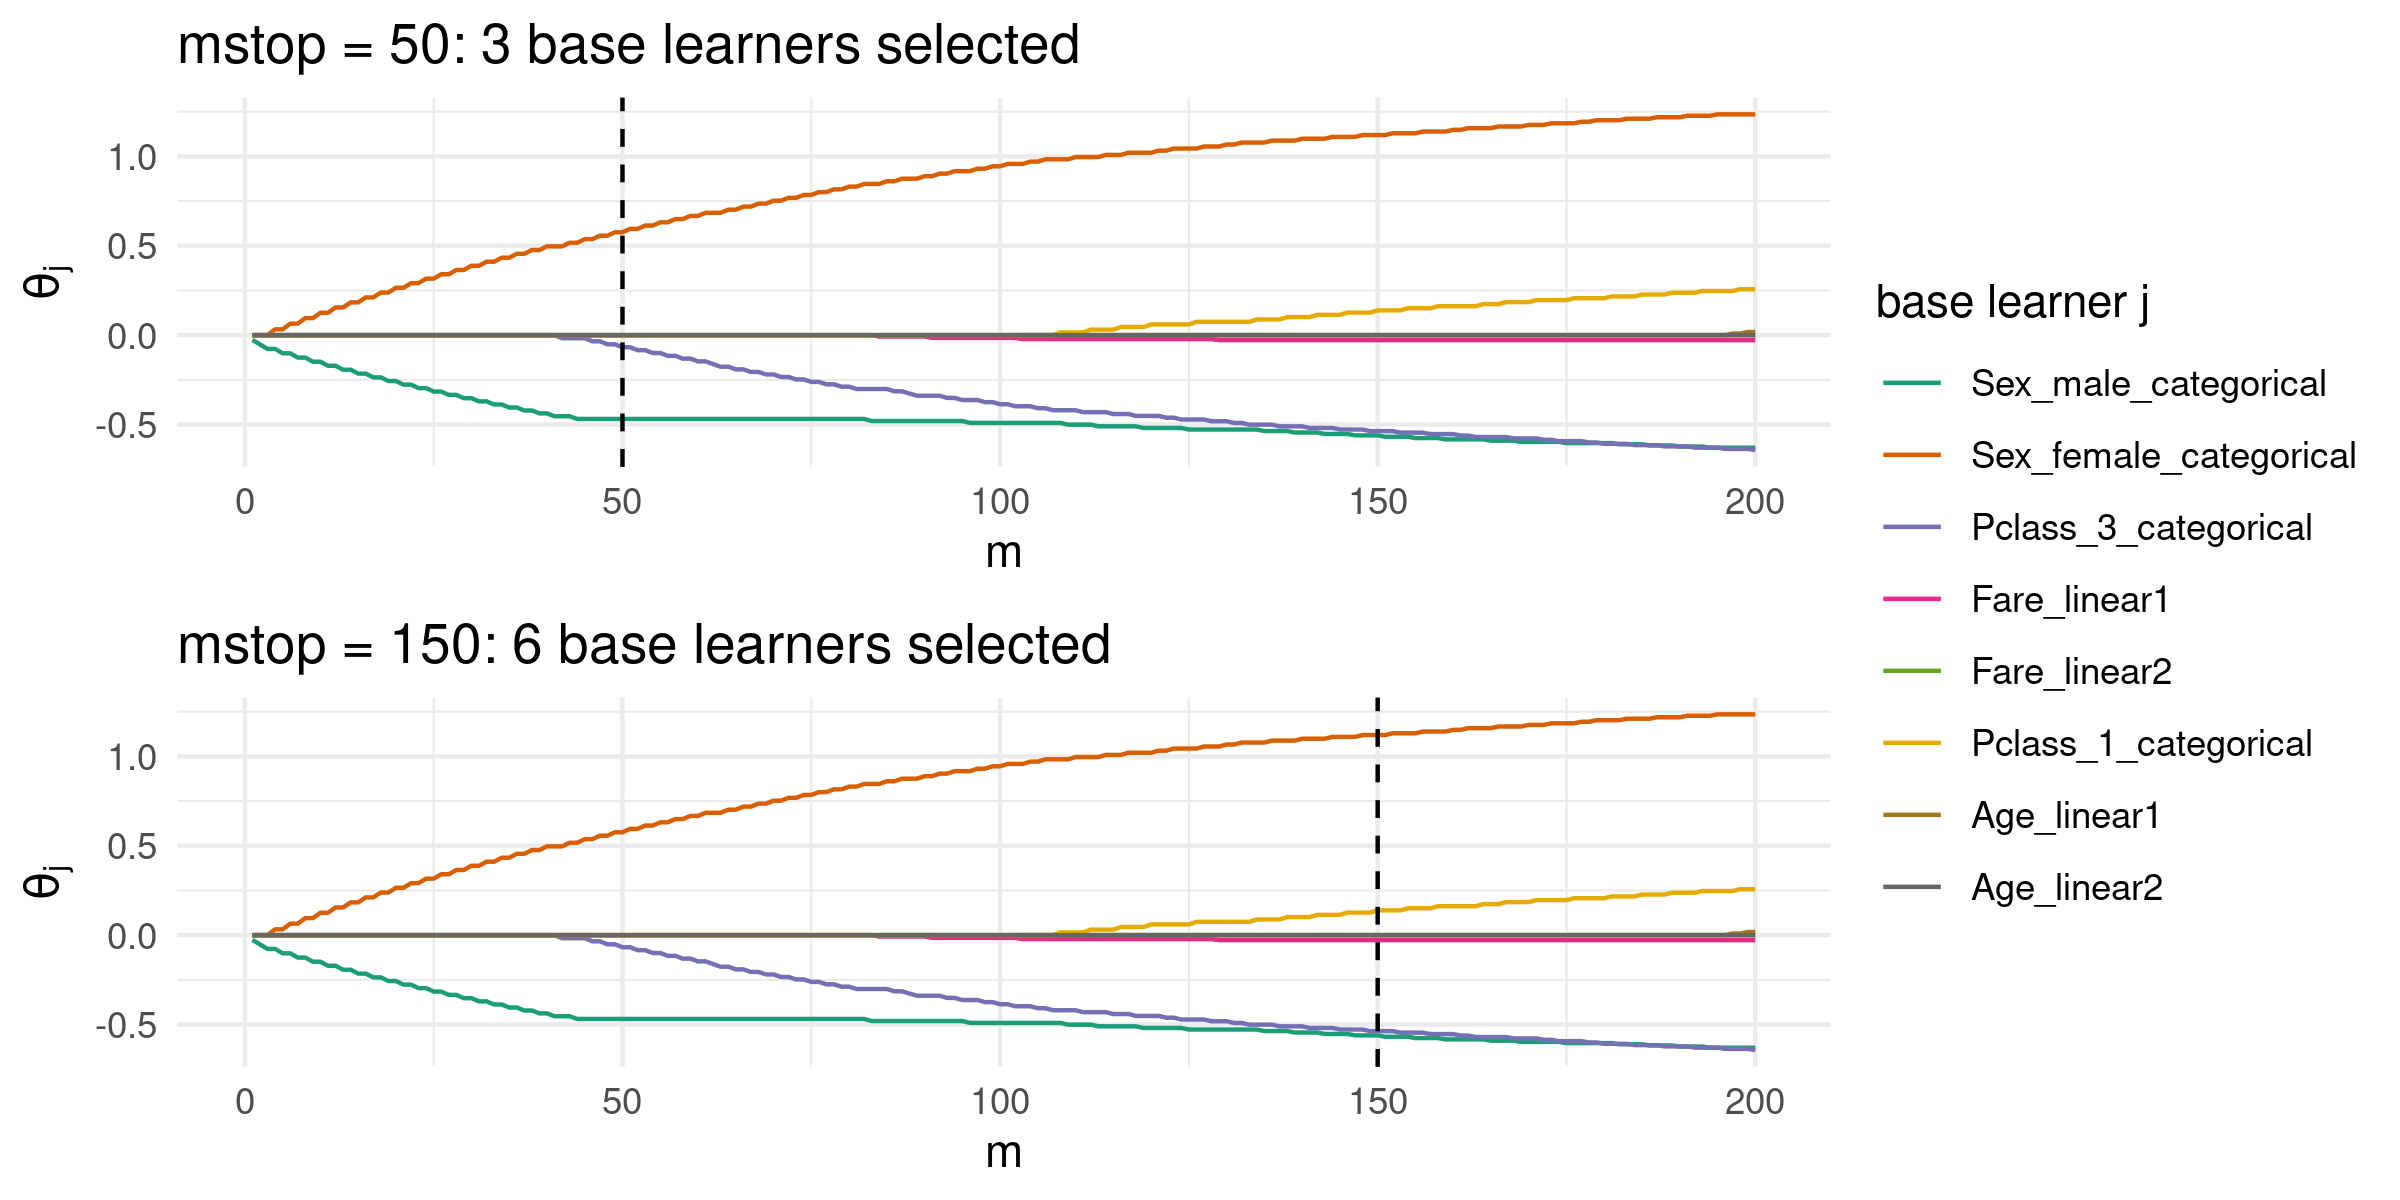 mstop = 50: 3 base learners selected
1.0
0.5
0.0
-0.5
θj
0 50 100 150 200
m
mstop = 150: 6 base learners selected
1.0
0.5
0.0
-0.5
θj
0 50 100 150 200
m
base learner j
Sex_male_categorical
Sex_female_categorical
Pclass_3_categorical
Fare_linear1
Fare_linear2
Pclass_1_categorical
Age_linear1
Age_linear2